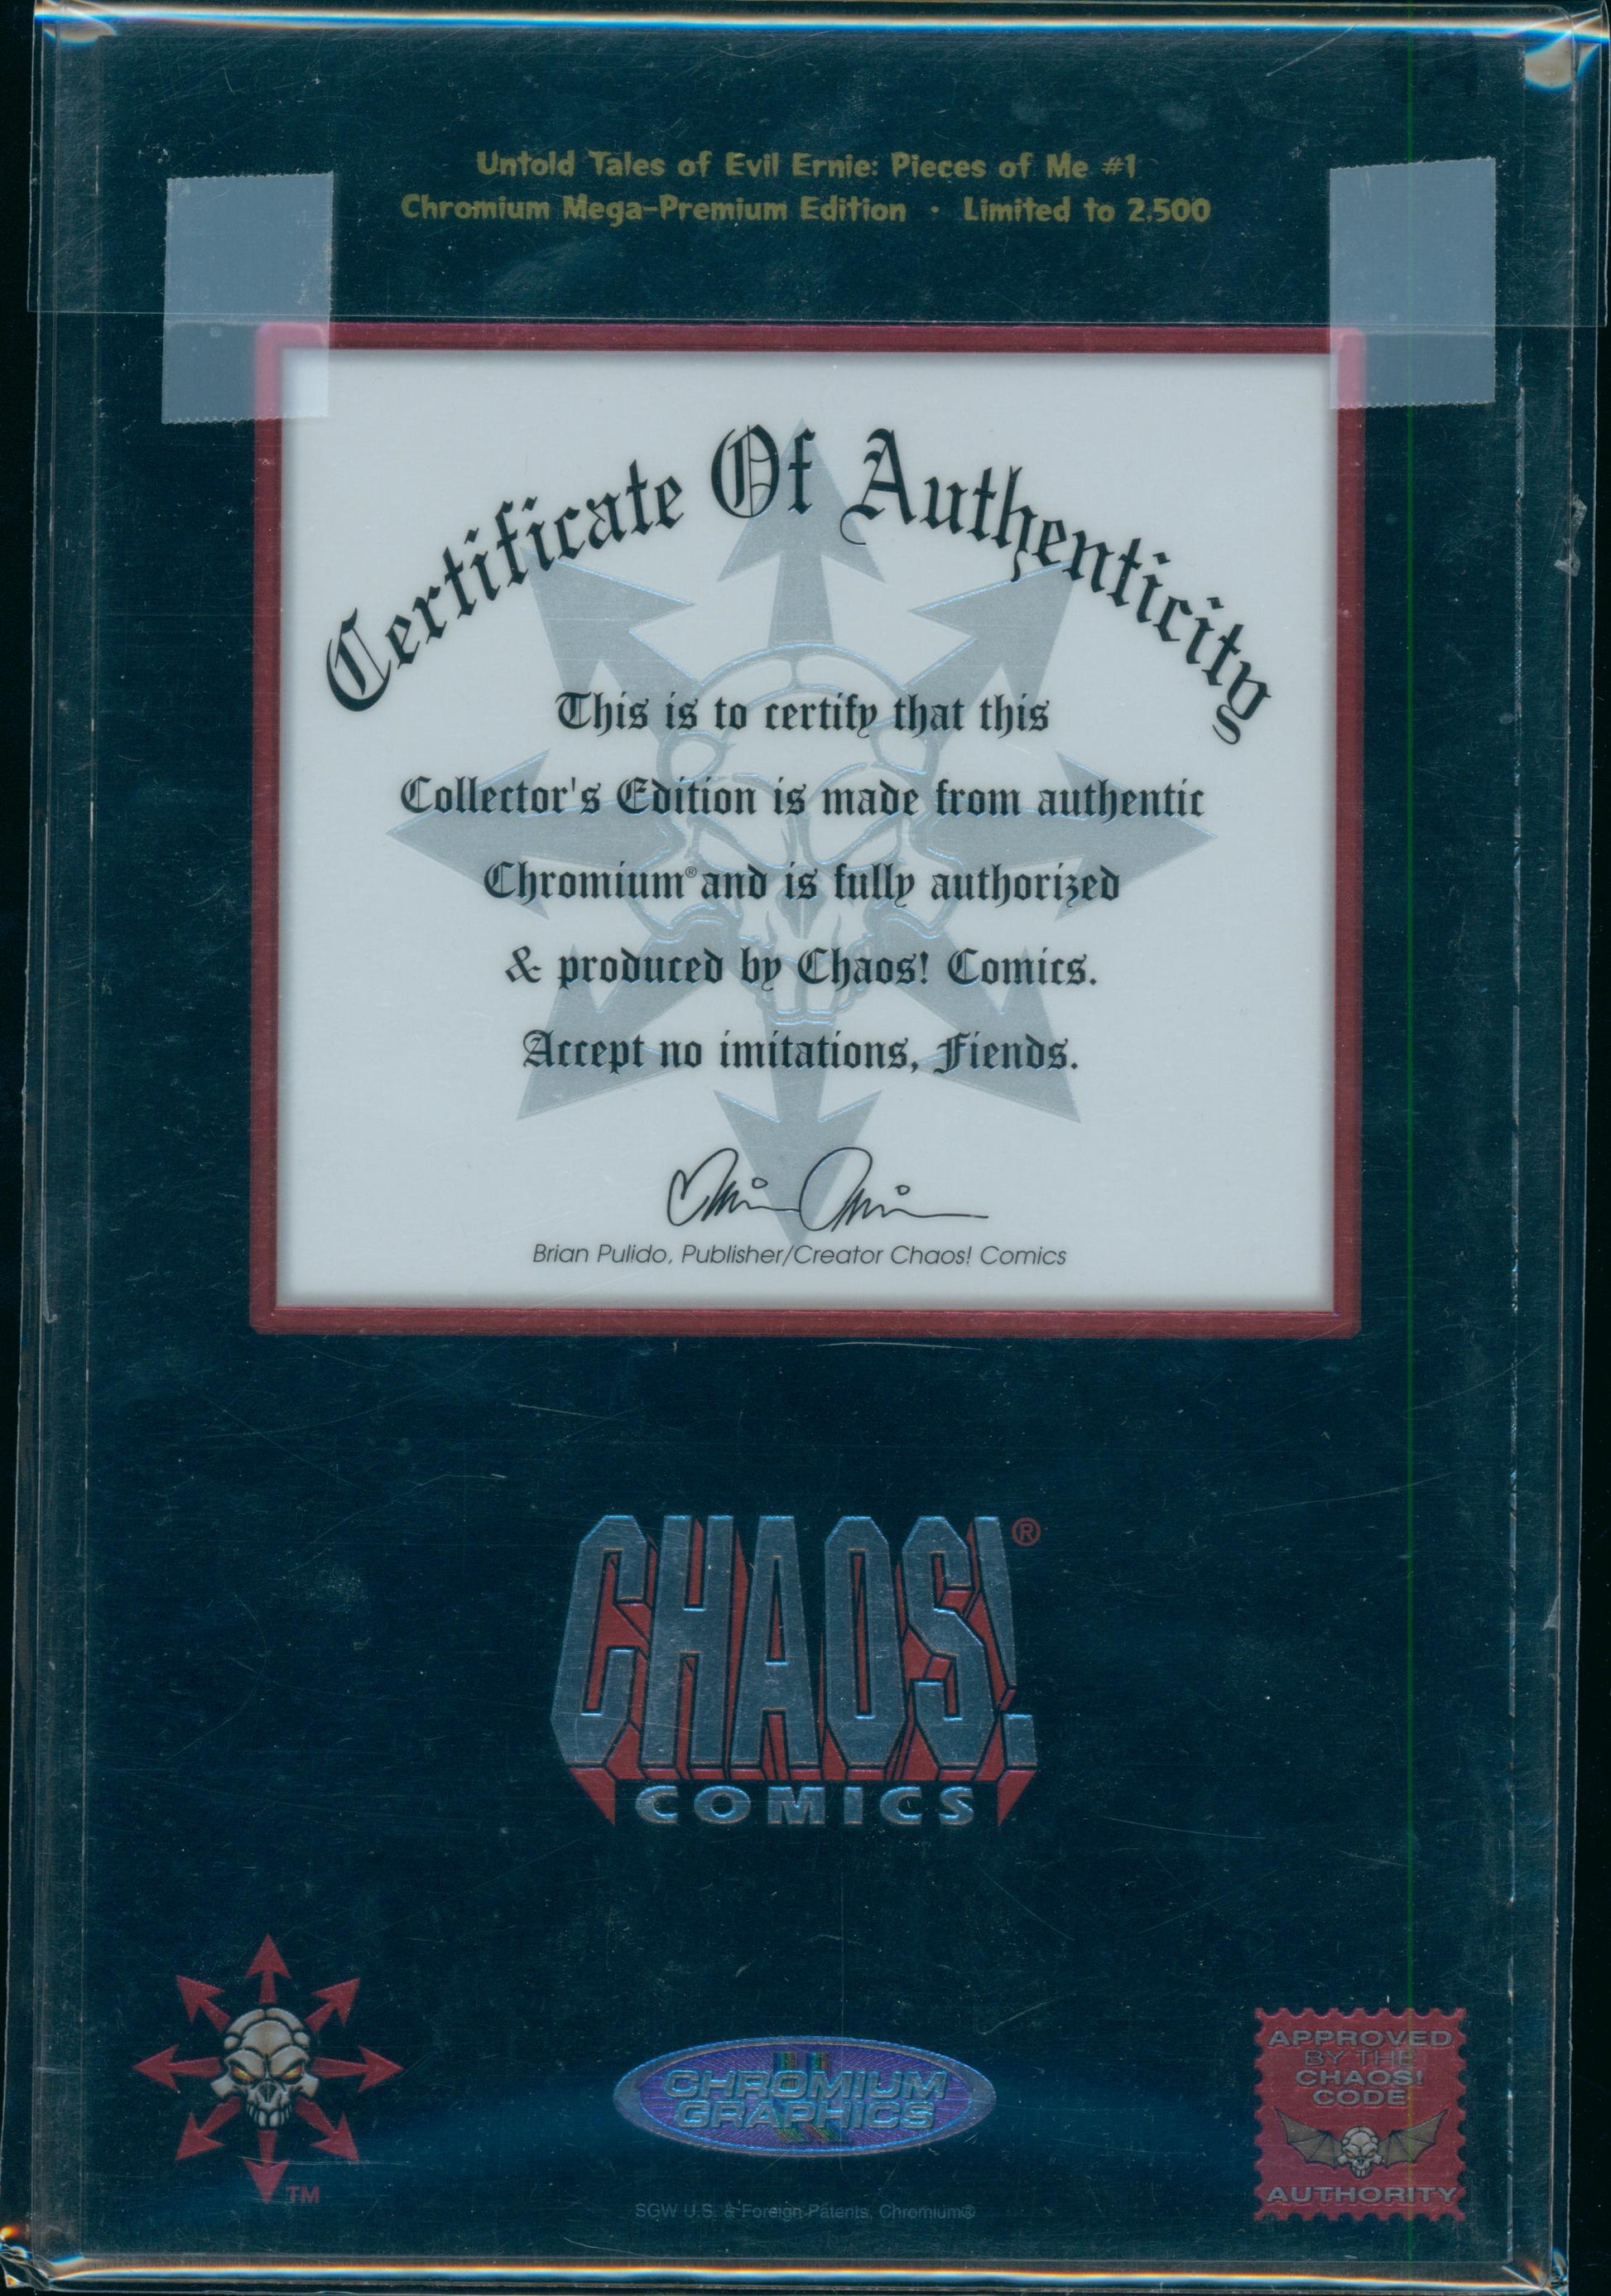 Untold Tales of Evil Ernie: Pieces of Me #1
Chromium Mega-Premium Edition • Limited to 2,500
Certificate Of Authenticity
This is to certify that this
Collector's Edition is made from authentic
Chromium® and is fully authorized
& produced by Chaos! Comics.
Accept no imitations, Fiends.
Brian Pulido, Publisher/Creator Chaos! Comics
CHAOS!®
COMICS
TM
CHROMIUM
GRAPHICS
APPROVED
BY THE
CHAOS!
CODE
AUTHORITY
SGW U.S. & Foreign Patents, Chromium®